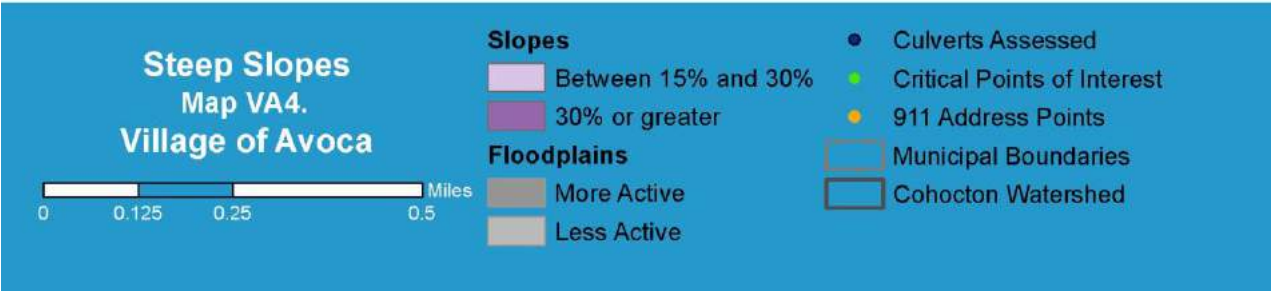 Steep Slopes
Map VA4.
Village of Avoca
Miles
0 0.125 0.25 0.5
Slopes
Between 15% and 30%
30% or greater
Floodplains
More Active
Less Active
Culverts Assessed
Critical Points of Interest
911 Address Points
Municipal Boundaries
Cohocton Watershed